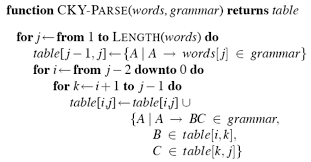 function CKY-PARSE(words, grammar) returns table
for j←from 1 to LENGTH(words) do
table[j − 1, j]←{A | A → words[j] ∈ grammar}
for i←from j − 2 downto 0 do
for k←i + 1 to j − 1 do
table[i,j]←table[i,j] ∪
{A | A → BC ∈ grammar,
B ∈ table[i,k],
C ∈ table[k, j]}